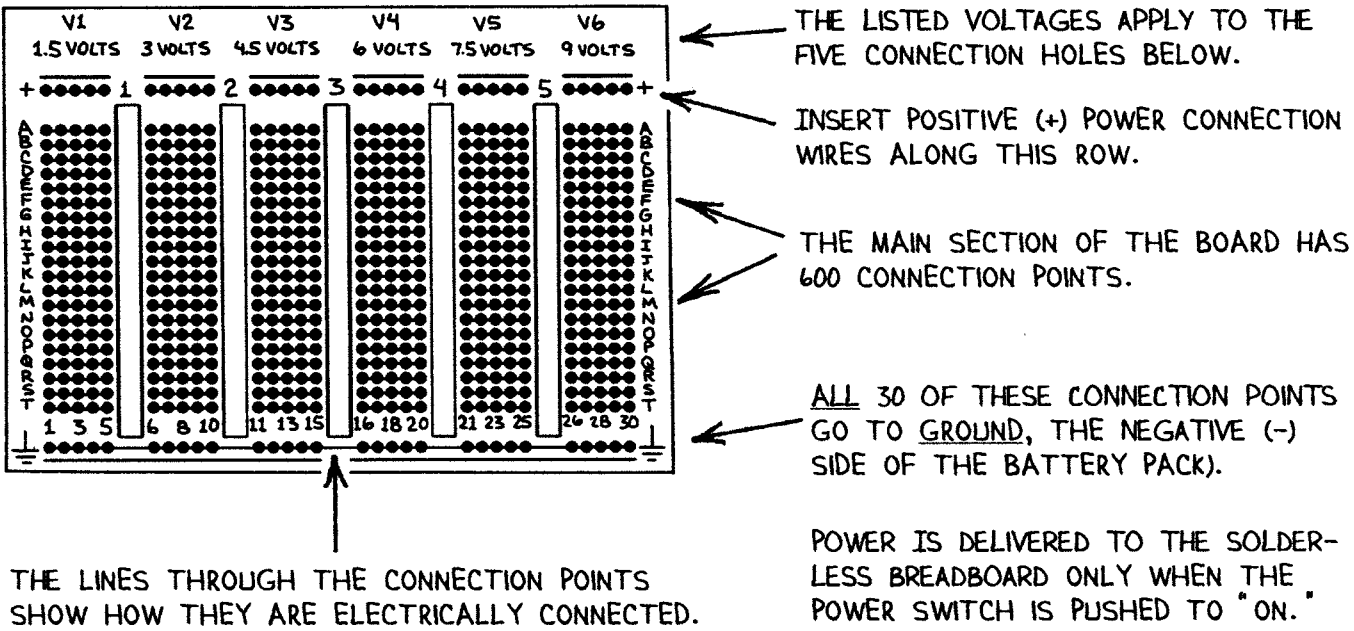 V1 V2 V3 V4 V5 V6
1.5 VOLTS 3 VOLTS 4.5 VOLTS 6 VOLTS 7.5 VOLTS 9 VOLTS
+ 1 2 3 4 5 +
A A
B B
C C
D D
E E
F F
G G
H H
I I
J J
K K
L L
M M
N N
O O
P P
Q Q
R R
S S
T T
1 3 5 6 8 10 11 13 15 16 18 20 21 23 25 26 28 30
THE LISTED VOLTAGES APPLY TO THE
FIVE CONNECTION HOLES BELOW.
INSERT POSITIVE (+) POWER CONNECTION
WIRES ALONG THIS ROW.
THE MAIN SECTION OF THE BOARD HAS
600 CONNECTION POINTS.
ALL 30 OF THESE CONNECTION POINTS
GO TO GROUND, THE NEGATIVE (-)
SIDE OF THE BATTERY PACK).
POWER IS DELIVERED TO THE SOLDER-
LESS BREADBOARD ONLY WHEN THE
POWER SWITCH IS PUSHED TO "ON."
THE LINES THROUGH THE CONNECTION POINTS
SHOW HOW THEY ARE ELECTRICALLY CONNECTED.